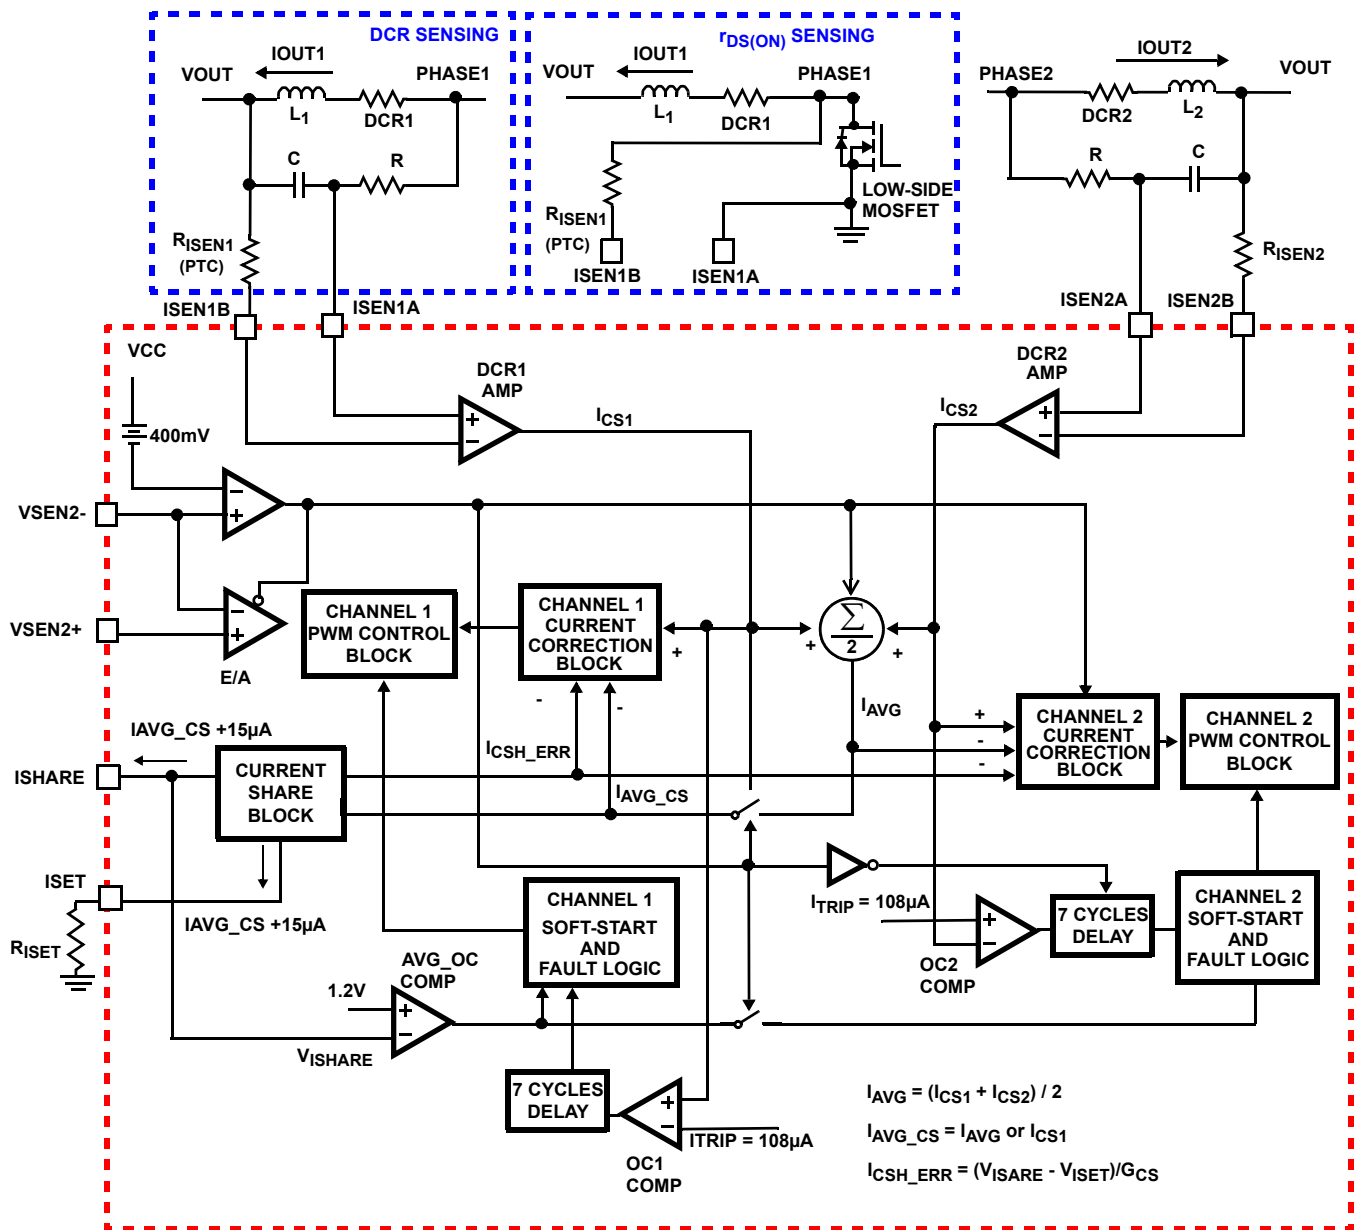 DCR SENSING
IOUT1
VOUT
PHASE1
L1
DCR1
C
R
RISEN1
(PTC)
rDS(ON) SENSING
IOUT1
VOUT
PHASE1
L1
DCR1
RISEN1
(PTC)
LOW-SIDE
MOSFET
ISEN1B
ISEN1A
IOUT2
PHASE2
VOUT
DCR2
L2
R
C
RISEN2
ISEN1B
ISEN1A
ISEN2A
ISEN2B
VCC
400mV
DCR1
AMP
+
−
ICS1
DCR2
AMP
+
−
ICS2
VSEN2-
−
+
VSEN2+
−
+
E/A
CHANNEL 1
PWM CONTROL
BLOCK
CHANNEL 1
CURRENT
CORRECTION
BLOCK
+
-
-
Σ
2
+
+
IAVG
IAVG_CS +15µA
ISHARE
CURRENT
SHARE
BLOCK
ICSH_ERR
IAVG_CS
+
-
-
CHANNEL 2
CURRENT
CORRECTION
BLOCK
CHANNEL 2
PWM CONTROL
BLOCK
ISET
RISET
IAVG_CS +15µA
CHANNEL 1
SOFT-START
AND
FAULT LOGIC
ITRIP = 108µA
+
−
OC2
COMP
7 CYCLES
DELAY
CHANNEL 2
SOFT-START
AND
FAULT LOGIC
AVG_OC
COMP
1.2V
+
−
VISHARE
7 CYCLES
DELAY
+
−
ITRIP = 108µA
OC1
COMP
IAVG = (ICS1 + ICS2) / 2
IAVG_CS = IAVG or ICS1
ICSH_ERR = (VISARE - VISET)/GCS